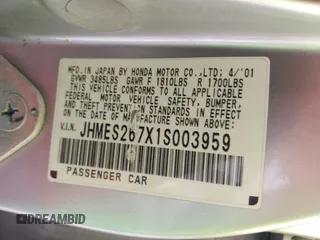 MFD. IN JAPAN BY HONDA MOTOR CO., LTD: 4/'01
GVWR 3485LBS GAWR F 1810LBS R 1700LBS
THIS VEHICLE CONFORMS TO ALL APPLICABLE
FEDERAL MOTOR VEHICLE SAFETY, BUMPER,
AND THEFT PREVENTION STANDARDS IN
EFFECT ON THE DATE OF MANUFACTURE
SHOWN ABOVE.
V.I.N. JHMES267X1S003959
PASSENGER CAR
DREAMBID